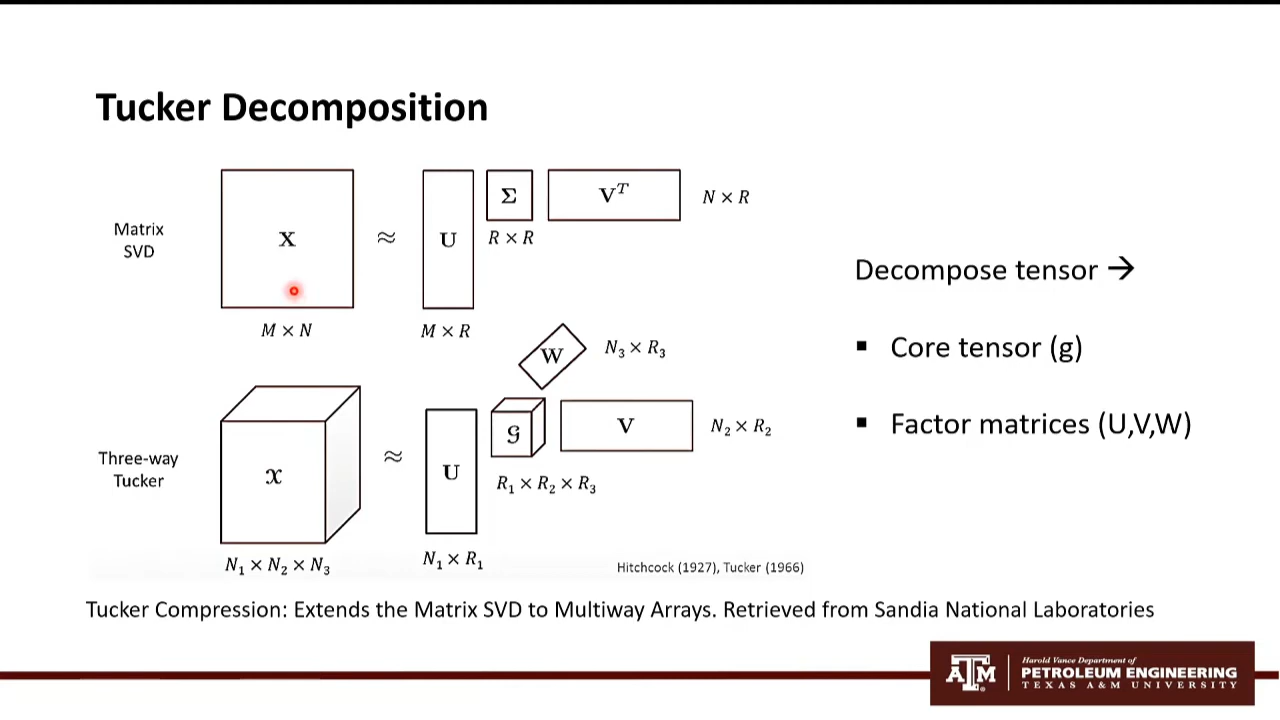 Tucker Decomposition
Matrix
SVD
X
≈
U
Σ
V^T
N × R
R × R
M × N
M × R
W
N₃ × R₃
Three-way
Tucker
𝒳
≈
U
𝒢
V
N₂ × R₂
R₁ × R₂ × R₃
N₁ × N₂ × N₃
N₁ × R₁
Hitchcock (1927), Tucker (1966)
Decompose tensor →
▪ Core tensor (g)
▪ Factor matrices (U,V,W)
Tucker Compression: Extends the Matrix SVD to Multiway Arrays. Retrieved from Sandia National Laboratories
ATM
Harold Vance Department of
PETROLEUM ENGINEERING
TEXAS A&M UNIVERSITY